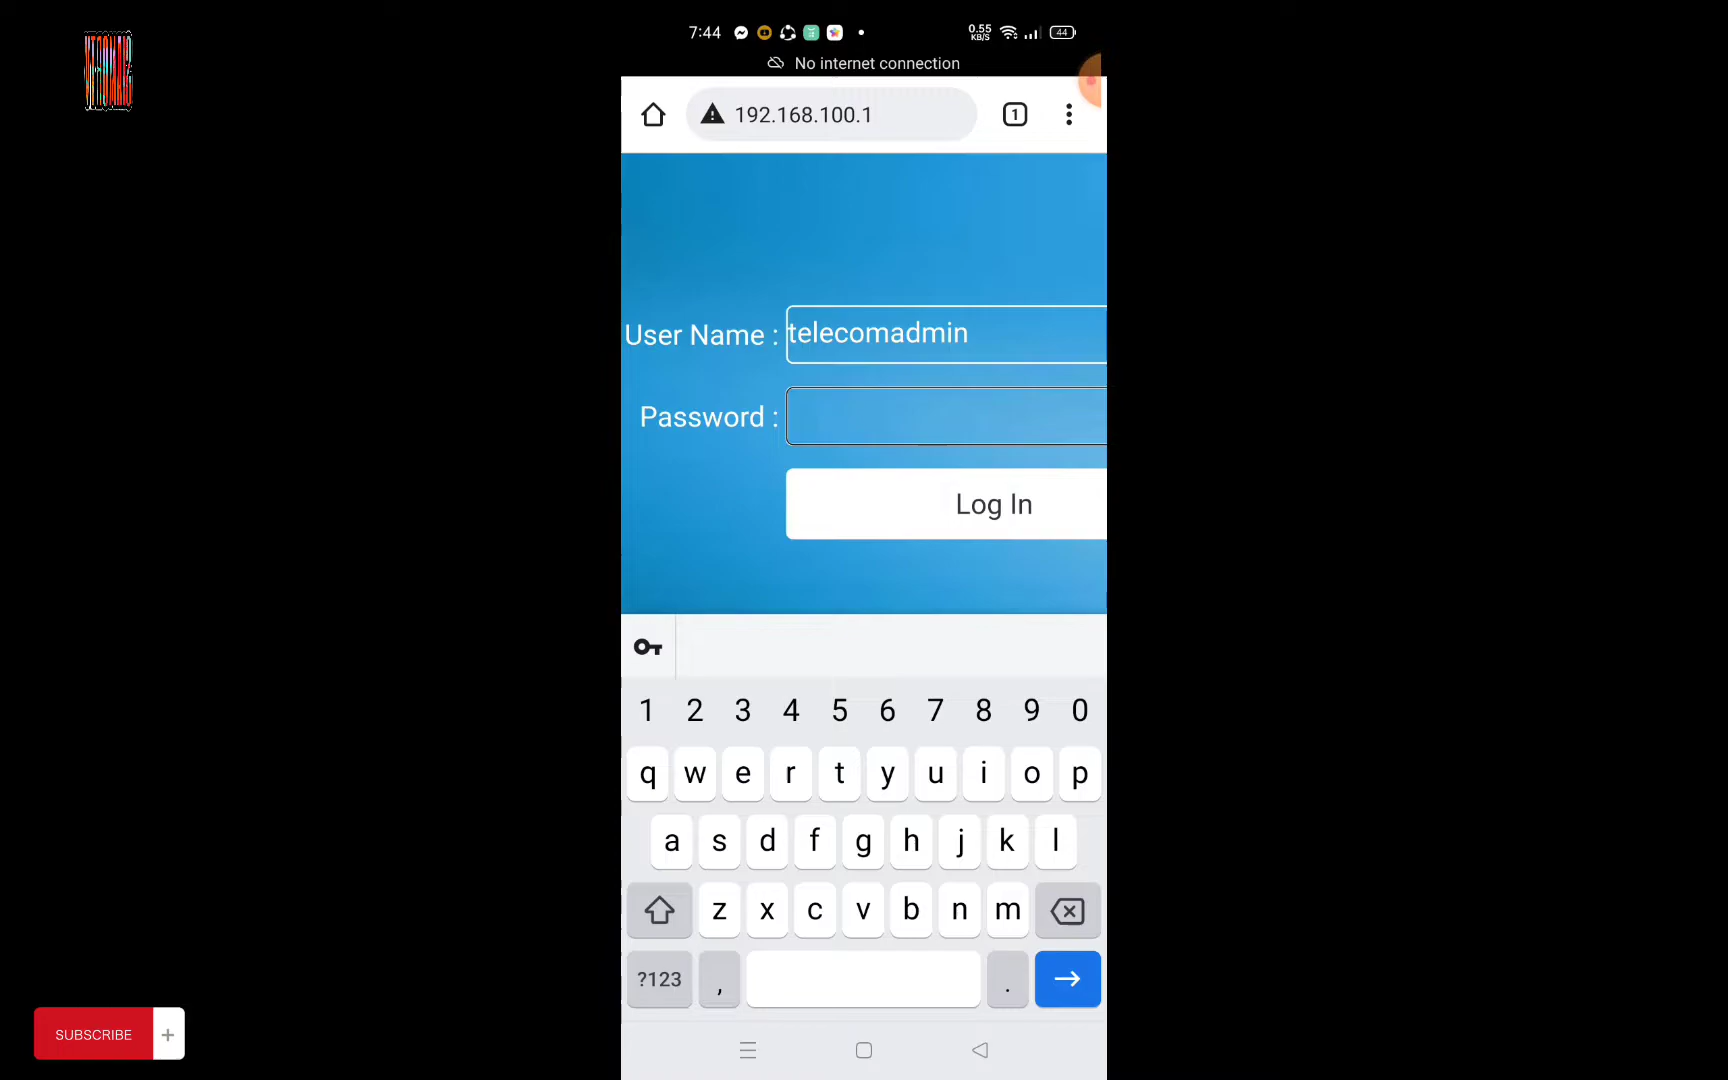 7:44
0.55
KB/S
44
No internet connection
192.168.100.1
1
User Name :
telecomadmin
Password :
Log In
1 2 3 4 5 6 7 8 9 0
q w e r t y u i o p
a s d f g h j k l
z x c v b n m
?123 , .
SUBSCRIBE +